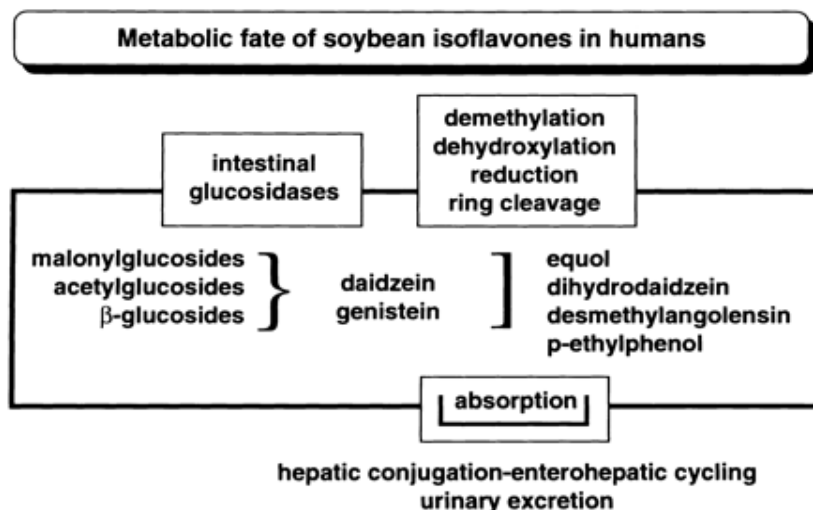 Metabolic fate of soybean isoflavones in humans
intestinal
glucosidases
demethylation
dehydroxylation
reduction
ring cleavage
malonylglucosides
acetylglucosides
β-glucosides
daidzein
genistein
equol
dihydrodaidzein
desmethylangolensin
p-ethylphenol
absorption
hepatic conjugation-enterohepatic cycling
urinary excretion